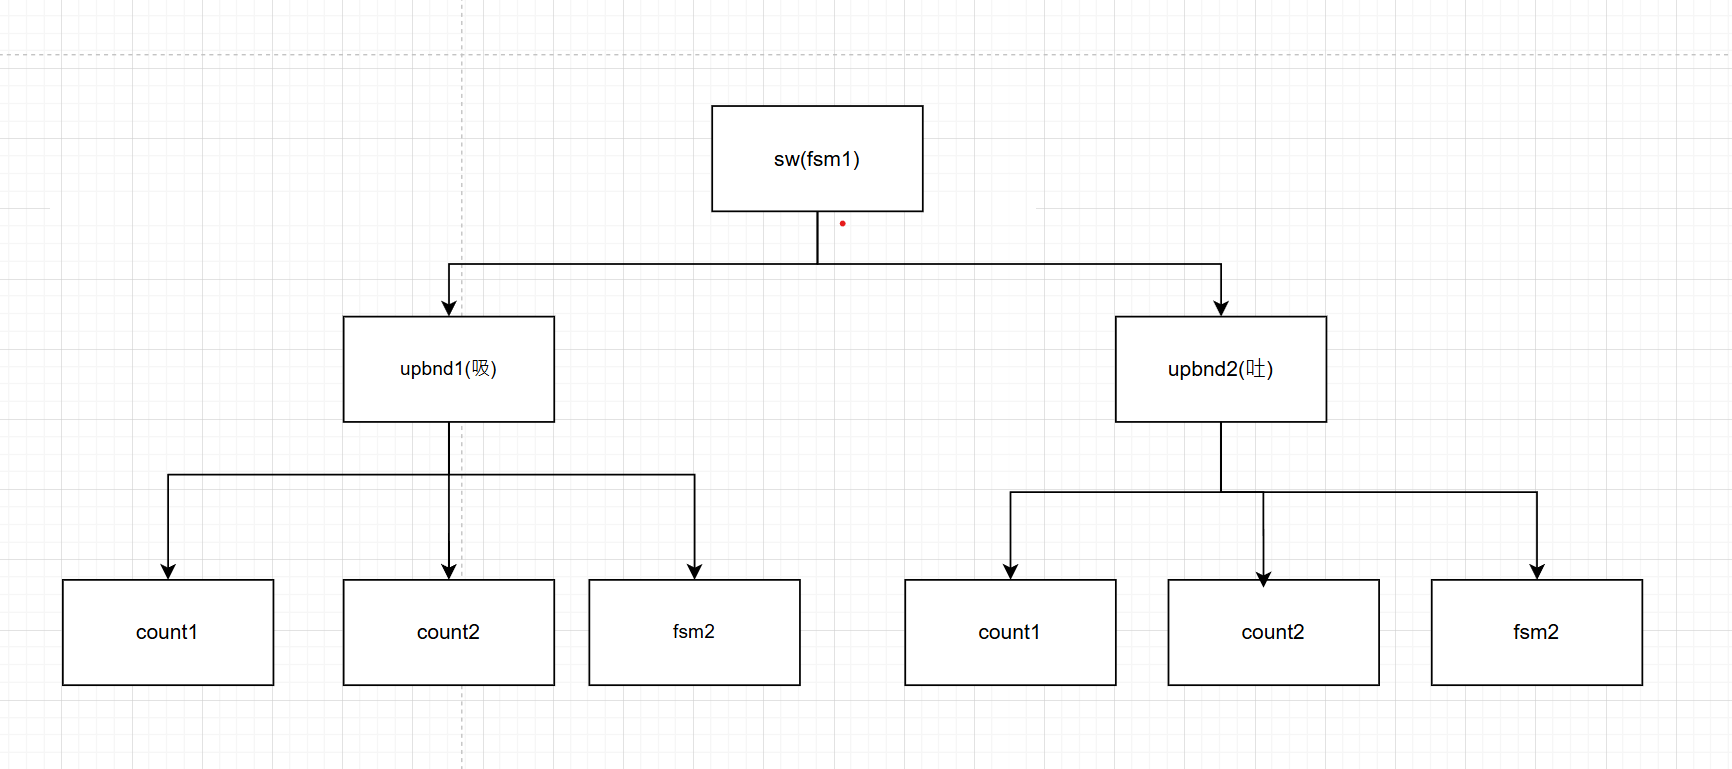 sw(fsm1)
upbnd1(吸)
upbnd2(吐)
count1
count2
fsm2
count1
count2
fsm2